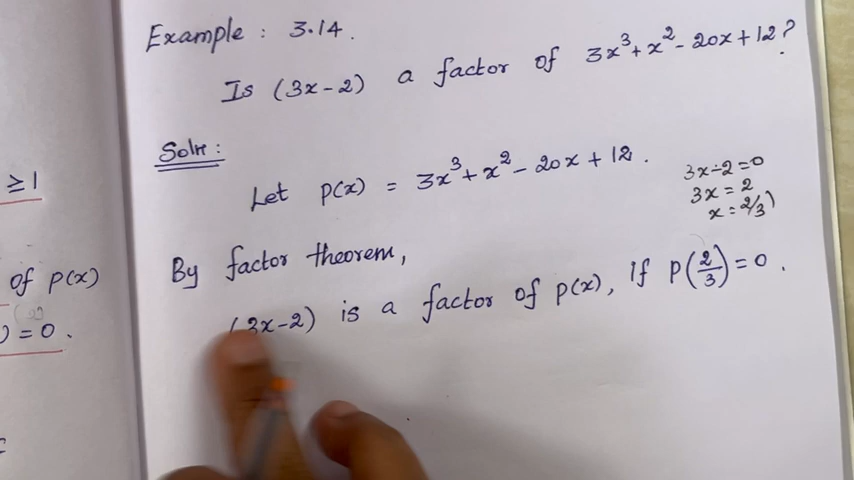 Example : 3.14.
Is (3x-2) a factor of 3x³+x²-20x+12?
Soln:
Let p(x) = 3x³+x²-20x+12.
3x-2=0
3x=2
x=2/3
By factor theorem,
(3x-2) is a factor of p(x), if p(2/3)=0.
≥1
of p(x)
)=0.